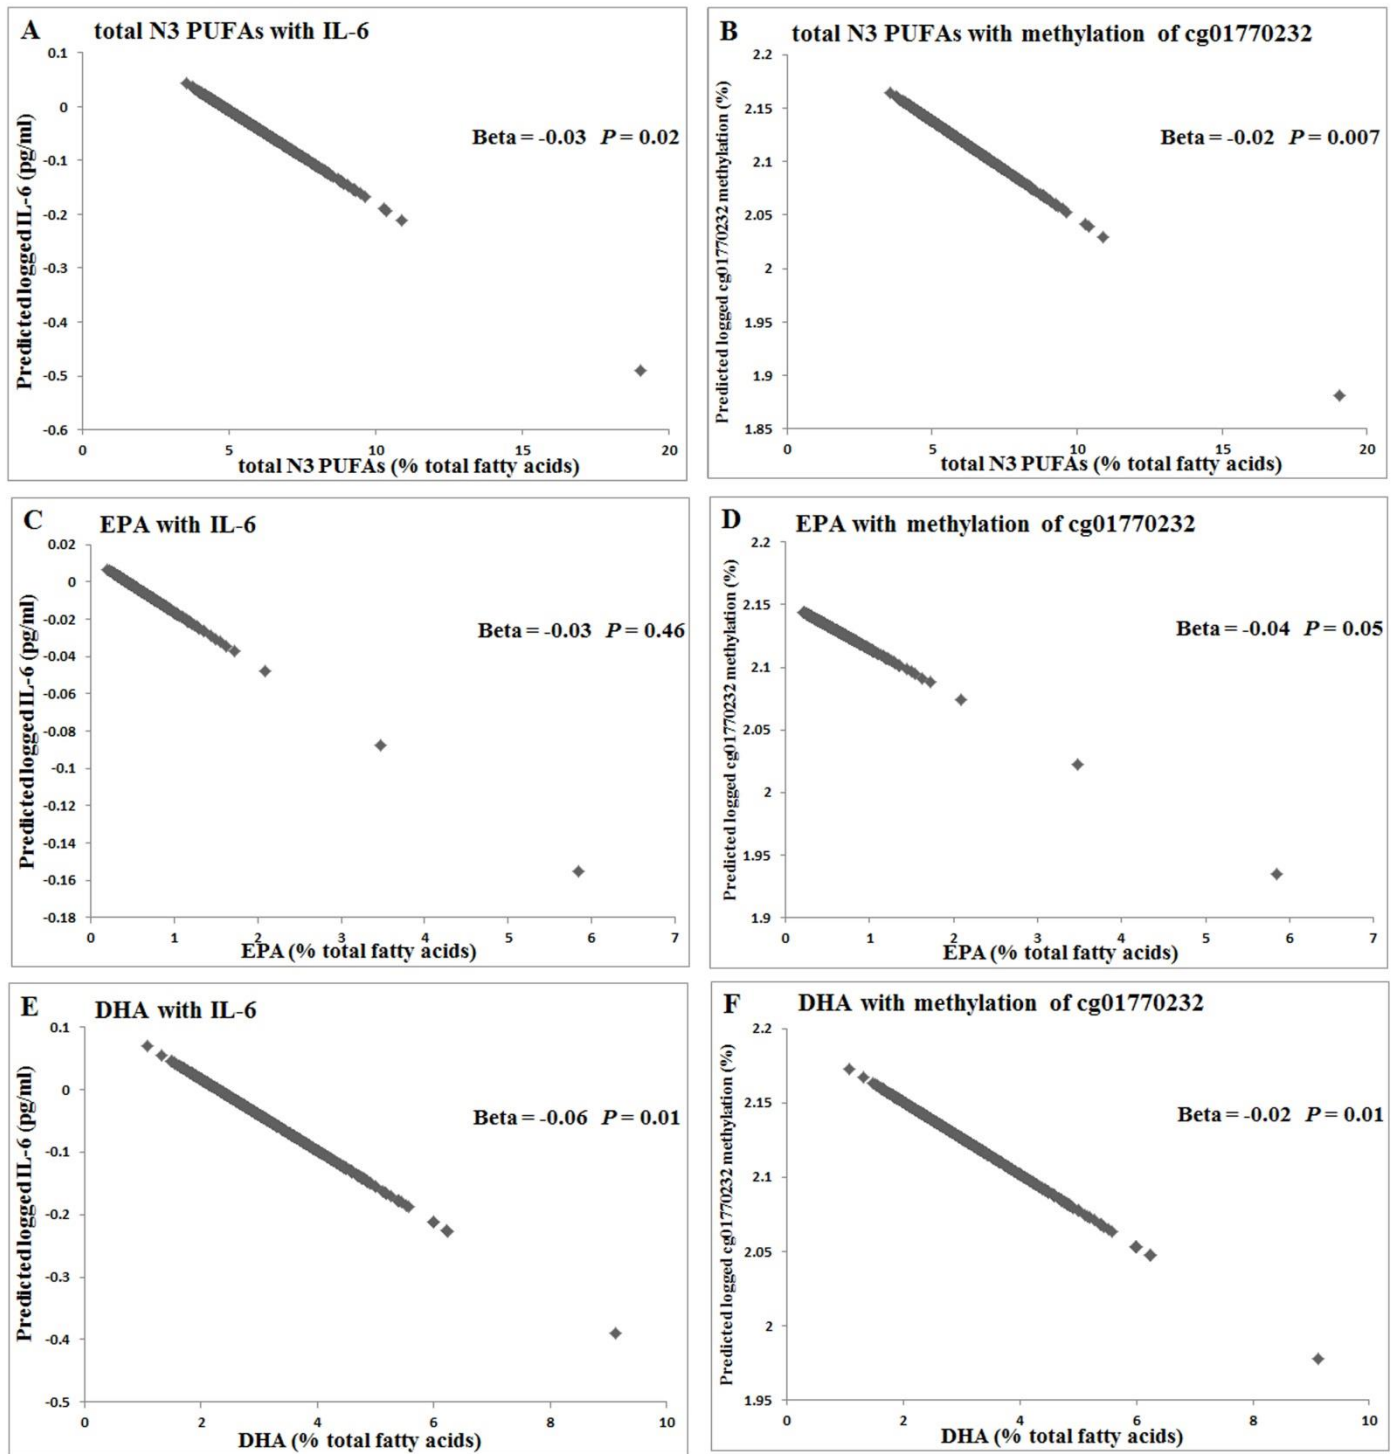 A total N3 PUFAs with IL-6
0.1
0
-0.1
-0.2
-0.3
-0.4
-0.5
-0.6
Predicted logged IL-6 (pg/ml)
Beta = -0.03 P = 0.02
0 5 10 15 20
total N3 PUFAs (% total fatty acids)
B total N3 PUFAs with methylation of cg01770232
2.2
2.15
2.1
2.05
2
1.95
1.9
1.85
Predicted logged cg01770232 methylation (%)
Beta = -0.02 P = 0.007
0 5 10 15 20
total N3 PUFAs (% total fatty acids)
C EPA with IL-6
0.02
0
-0.02
-0.04
-0.06
-0.08
-0.1
-0.12
-0.14
-0.16
-0.18
Predicted logged IL-6 (pg/ml)
Beta = -0.03 P = 0.46
0 1 2 3 4 5 6 7
EPA (% total fatty acids)
D EPA with methylation of cg01770232
2.2
2.15
2.1
2.05
2
1.95
1.9
Predicted logged cg01770232 methylation (%)
Beta = -0.04 P = 0.05
0 1 2 3 4 5 6 7
EPA (% total fatty acids)
E DHA with IL-6
0.1
0
-0.1
-0.2
-0.3
-0.4
-0.5
Predicted logged IL-6 (pg/ml)
Beta = -0.06 P = 0.01
0 2 4 6 8 10
DHA (% total fatty acids)
F DHA with methylation of cg01770232
2.2
2.15
2.1
2.05
2
1.95
Predicted logged cg01770232 methylation (%)
Beta = -0.02 P = 0.01
0 2 4 6 8 10
DHA (% total fatty acids)